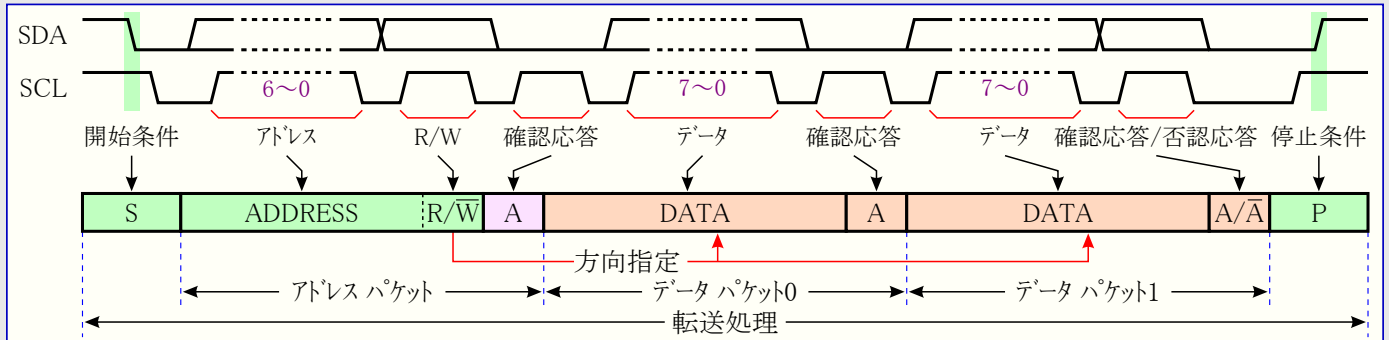 SDA
SCL 6～0 7～0 7～0
開始条件 ｱﾄﾞﾚｽ R/W 確認応答 ﾃﾞｰﾀ 確認応答 ﾃﾞｰﾀ 確認応答/否認応答 停止条件
S ADDRESS R/W̅ A DATA A DATA A/A̅ P
方向指定
ｱﾄﾞﾚｽ ﾊﾟｹｯﾄ ﾃﾞｰﾀ ﾊﾟｹｯﾄ0 ﾃﾞｰﾀ ﾊﾟｹｯﾄ1
転送処理